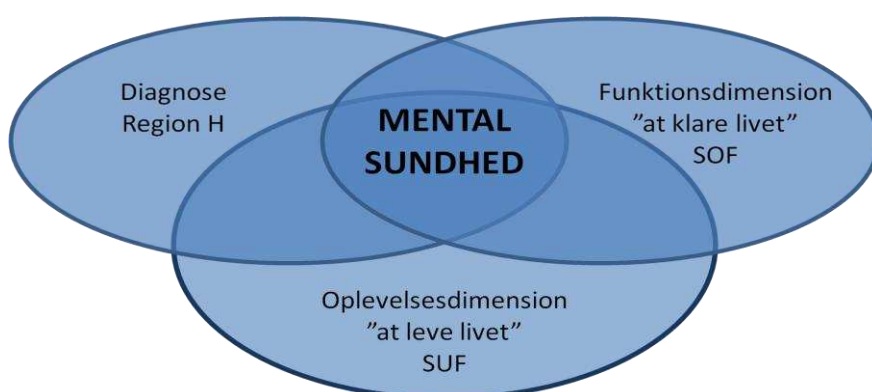 Diagnose
Region H
MENTAL
SUNDHED
Funktionsdimension
”at klare livet”
SOF
Oplevelsesdimension
”at leve livet”
SUF